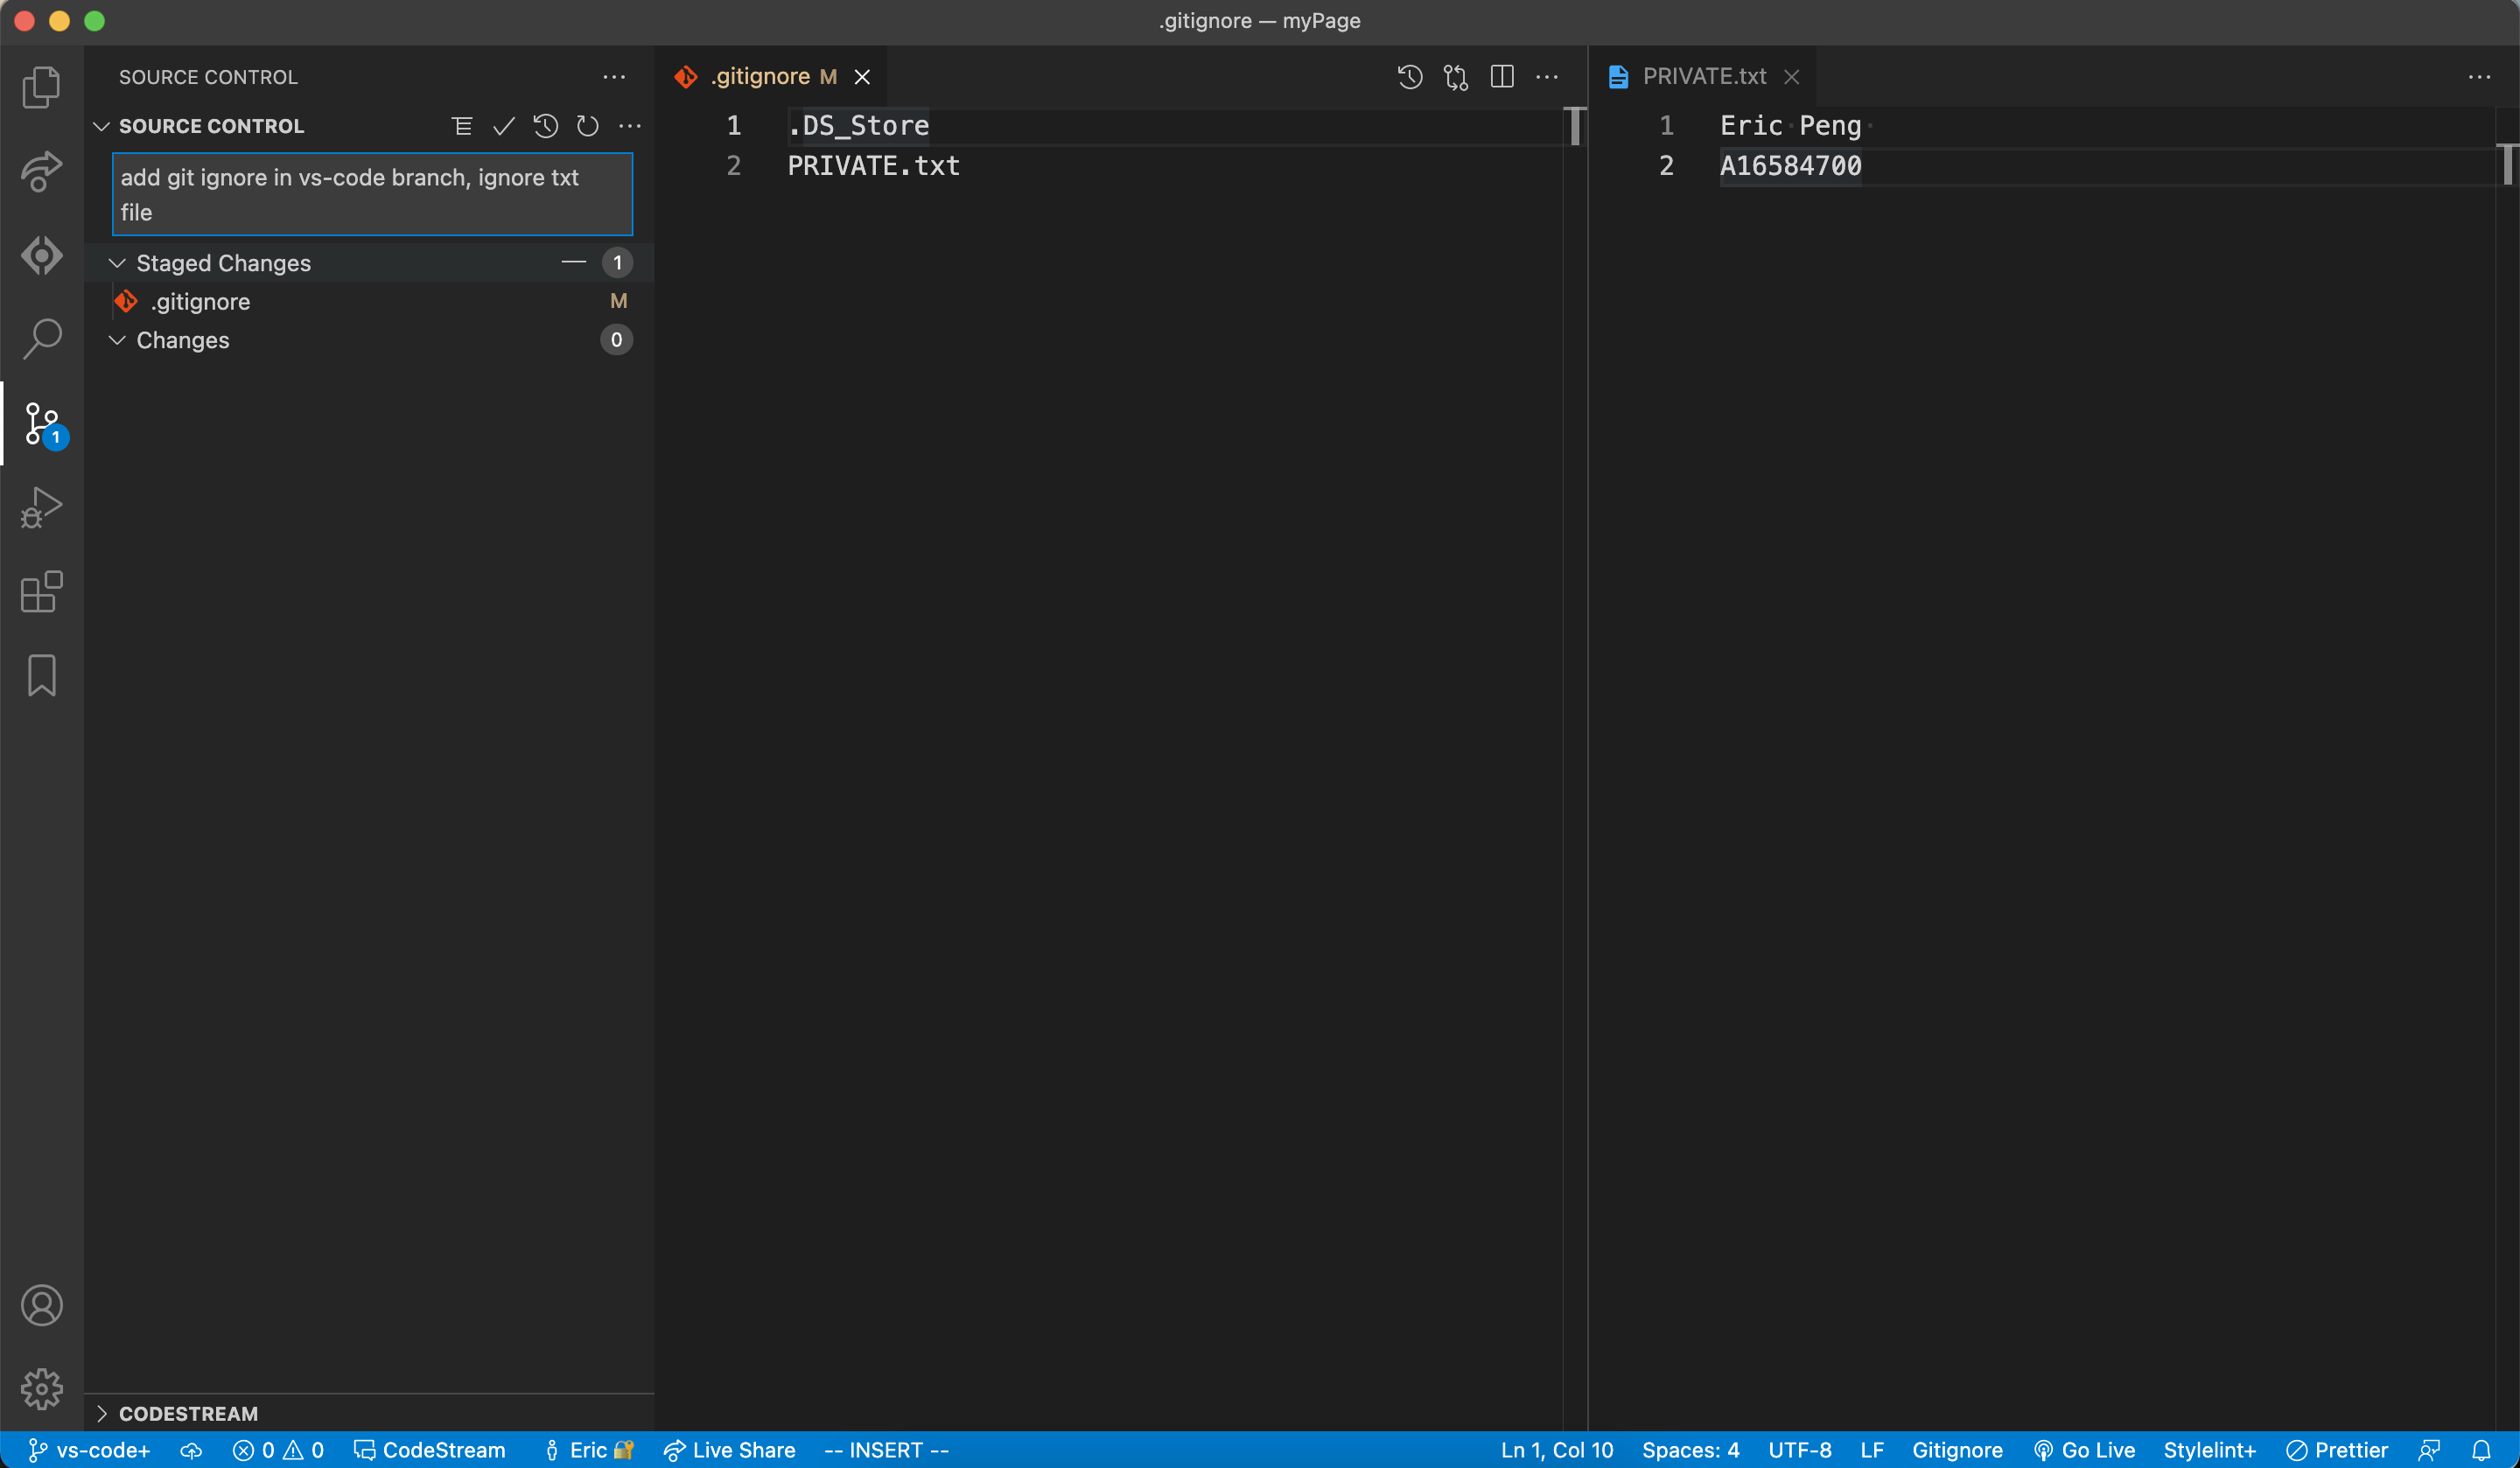 .gitignore — myPage
SOURCE CONTROL
SOURCE CONTROL
add git ignore in vs-code branch, ignore txt
file
Staged Changes 1
.gitignore M
Changes 0
1
CODESTREAM
.gitignore M
1 .DS_Store
2 PRIVATE.txt
PRIVATE.txt
1 Eric Peng
2 A16584700
vs-code+ 0 0 CodeStream Eric Live Share -- INSERT -- Ln 1, Col 10 Spaces: 4 UTF-8 LF Gitignore Go Live Stylelint+ Prettier